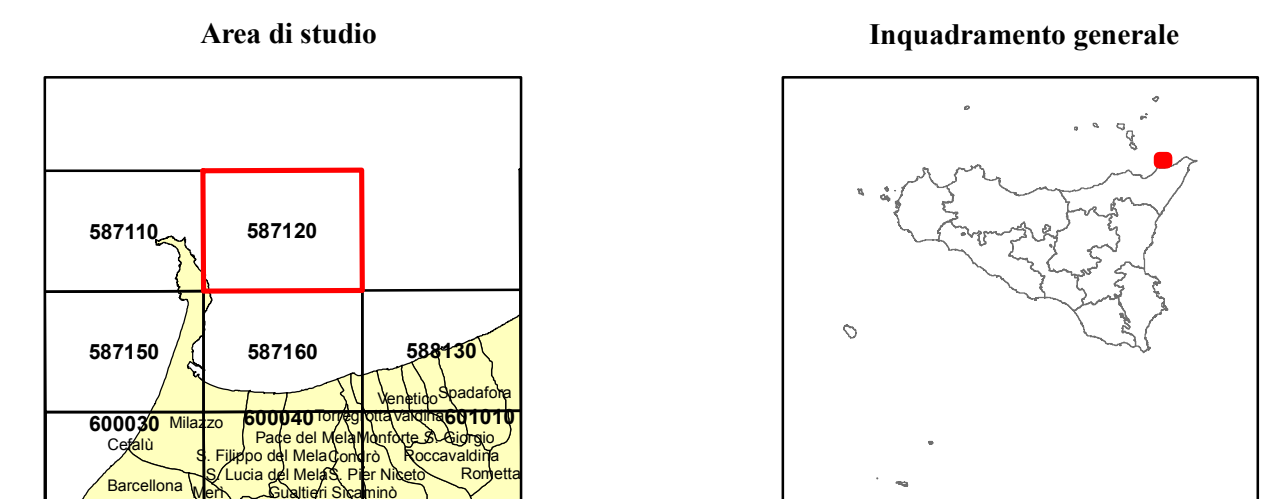 Area di studio
Inquadramento generale
587110
587120
587150
587160
588130
Venetico
Spadafora
600030
Milazzo
600040
Torregrotta
Valdina
601010
Cefalù
Pace del Mela
Monforte S. Giorgio
S. Filippo del Mela
Condrò
Roccavaldina
S. Lucia del Mela
S. Pier Niceto
Rometta
Barcellona
Merì
Gualtieri Sicaminò